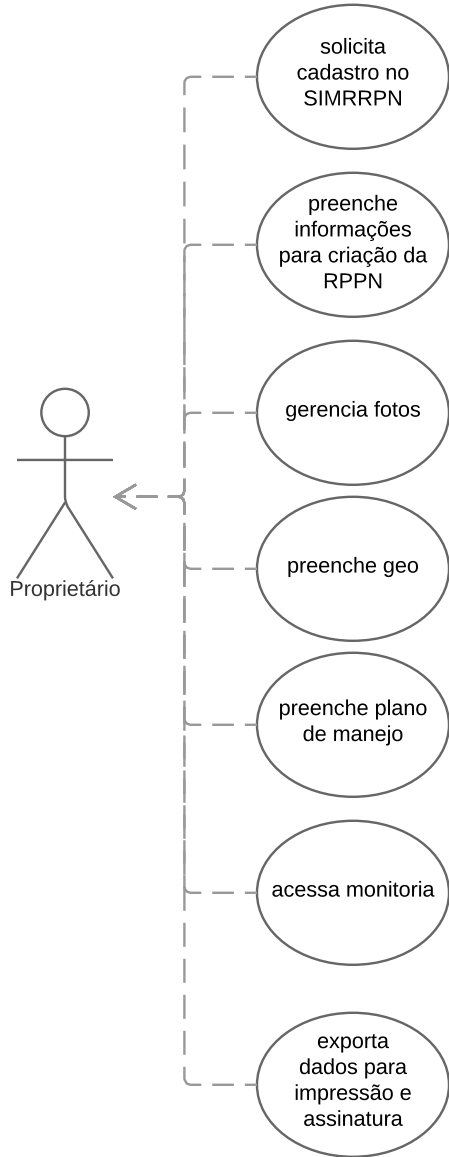 solicita
cadastro no
SIMRRPN
preenche
informações
para criação da
RPPN
gerencia fotos
preenche geo
Proprietário
preenche plano
de manejo
acessa monitoria
exporta
dados para
impressão e
assinatura